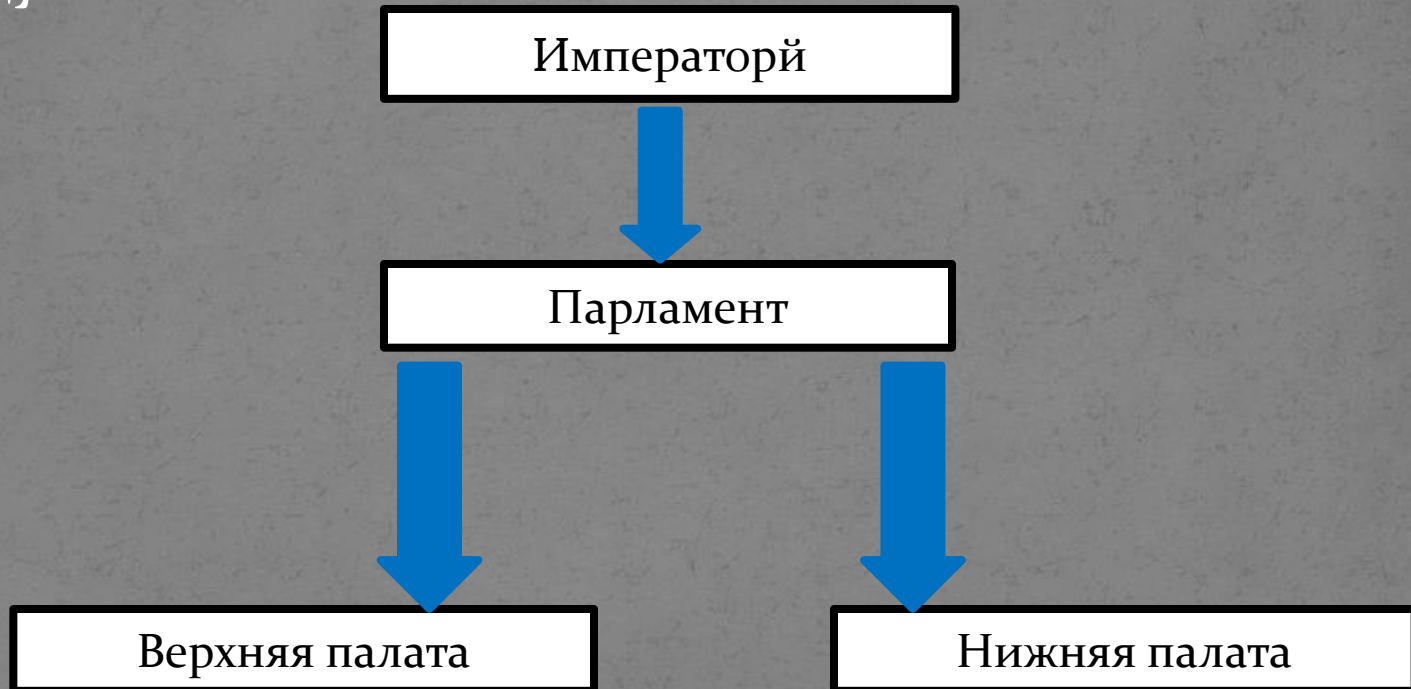 Императорй
Парламент
Верхняя палата
Нижняя палата